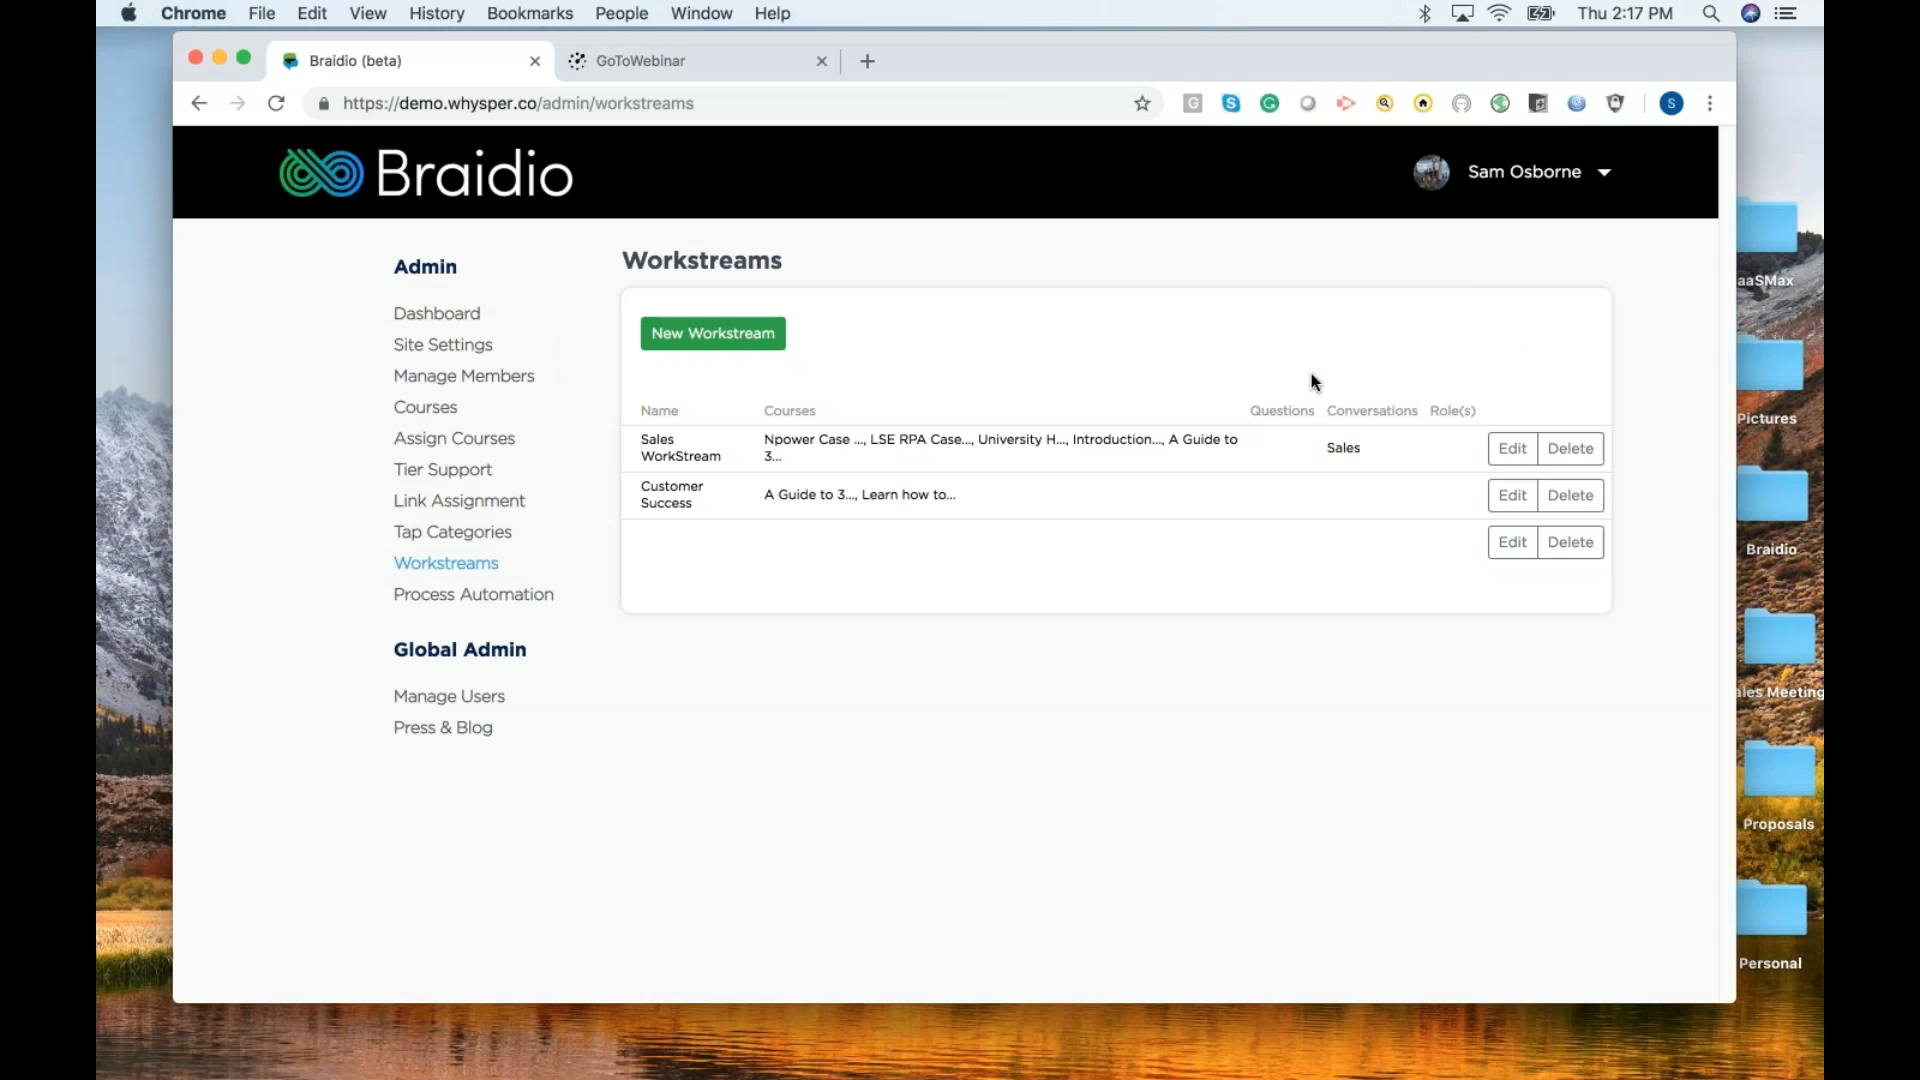 Chrome File Edit View History Bookmarks People Window Help Thu 2:17 PM
Braidio (beta) GoToWebinar
https://demo.whysper.co/admin/workstreams S
Braidio Sam Osborne
Admin
Dashboard
Site Settings
Manage Members
Courses
Assign Courses
Tier Support
Link Assignment
Tap Categories
Workstreams
Process Automation
Global Admin
Manage Users
Press & Blog
Workstreams
New Workstream
Name Courses Questions Conversations Role(s)
Sales WorkStream Npower Case ..., LSE RPA Case..., University H..., Introduction..., A Guide to 3... Sales Edit Delete
Customer Success A Guide to 3..., Learn how to... Edit Delete
Edit Delete
aaSMax
Pictures
Braidio
ales Meeting
Proposals
Personal